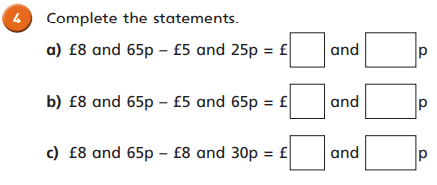 4 Complete the statements.
a) £8 and 65p – £5 and 25p = £ and p
b) £8 and 65p – £5 and 65p = £ and p
c) £8 and 65p – £8 and 30p = £ and p